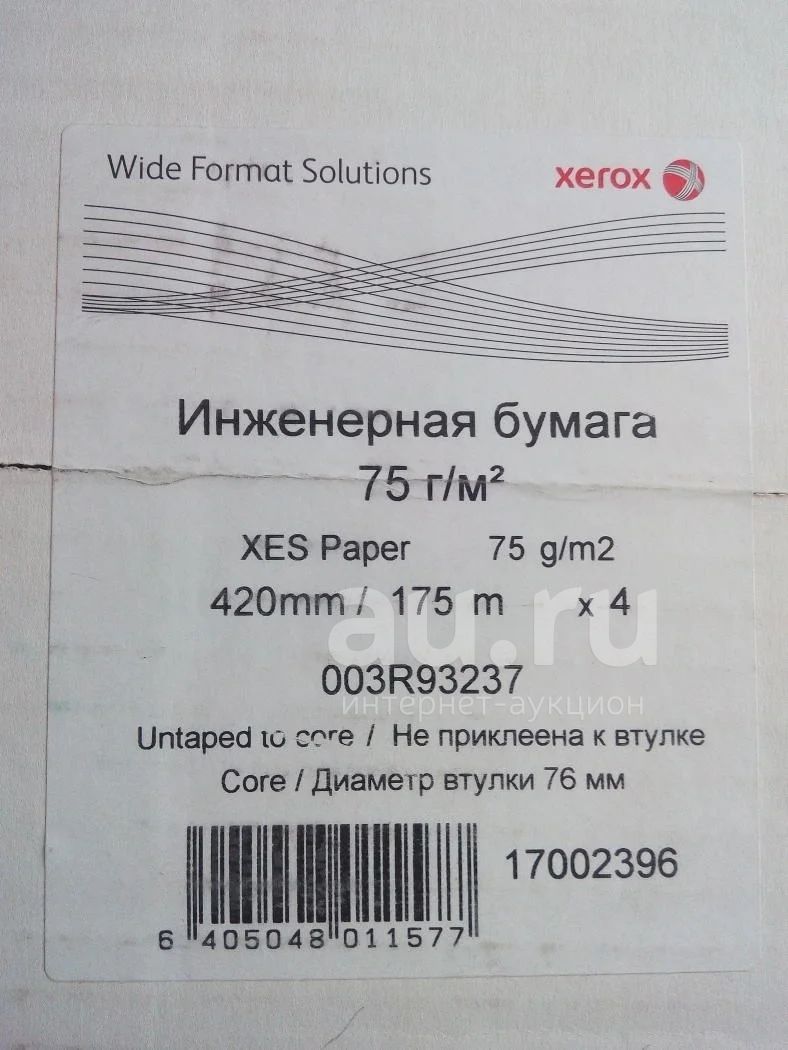 Wide Format Solutions
xerox
Инженерная бумага
75 г/м²
XES Paper 75 g/m2
420mm / 175 m x 4
au.ru
003R93237
интернет-аукцион
Untaped to core / Не приклеена к втулке
Core / Диаметр втулки 76 мм
17002396
6 405048 011577